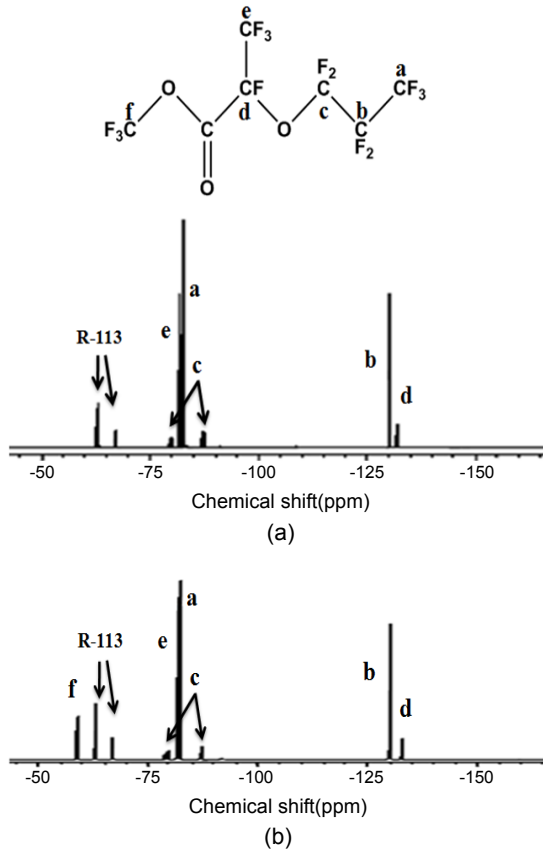 e
CF3
f
F3C
O
C
O
CF
d
O
F2
C
c
b
C
F2
a
CF3
R-113
e
a
c
b
d
-50 -75 -100 -125 -150
Chemical shift(ppm)
(a)
f
R-113
e
a
c
b
d
-50 -75 -100 -125 -150
Chemical shift(ppm)
(b)